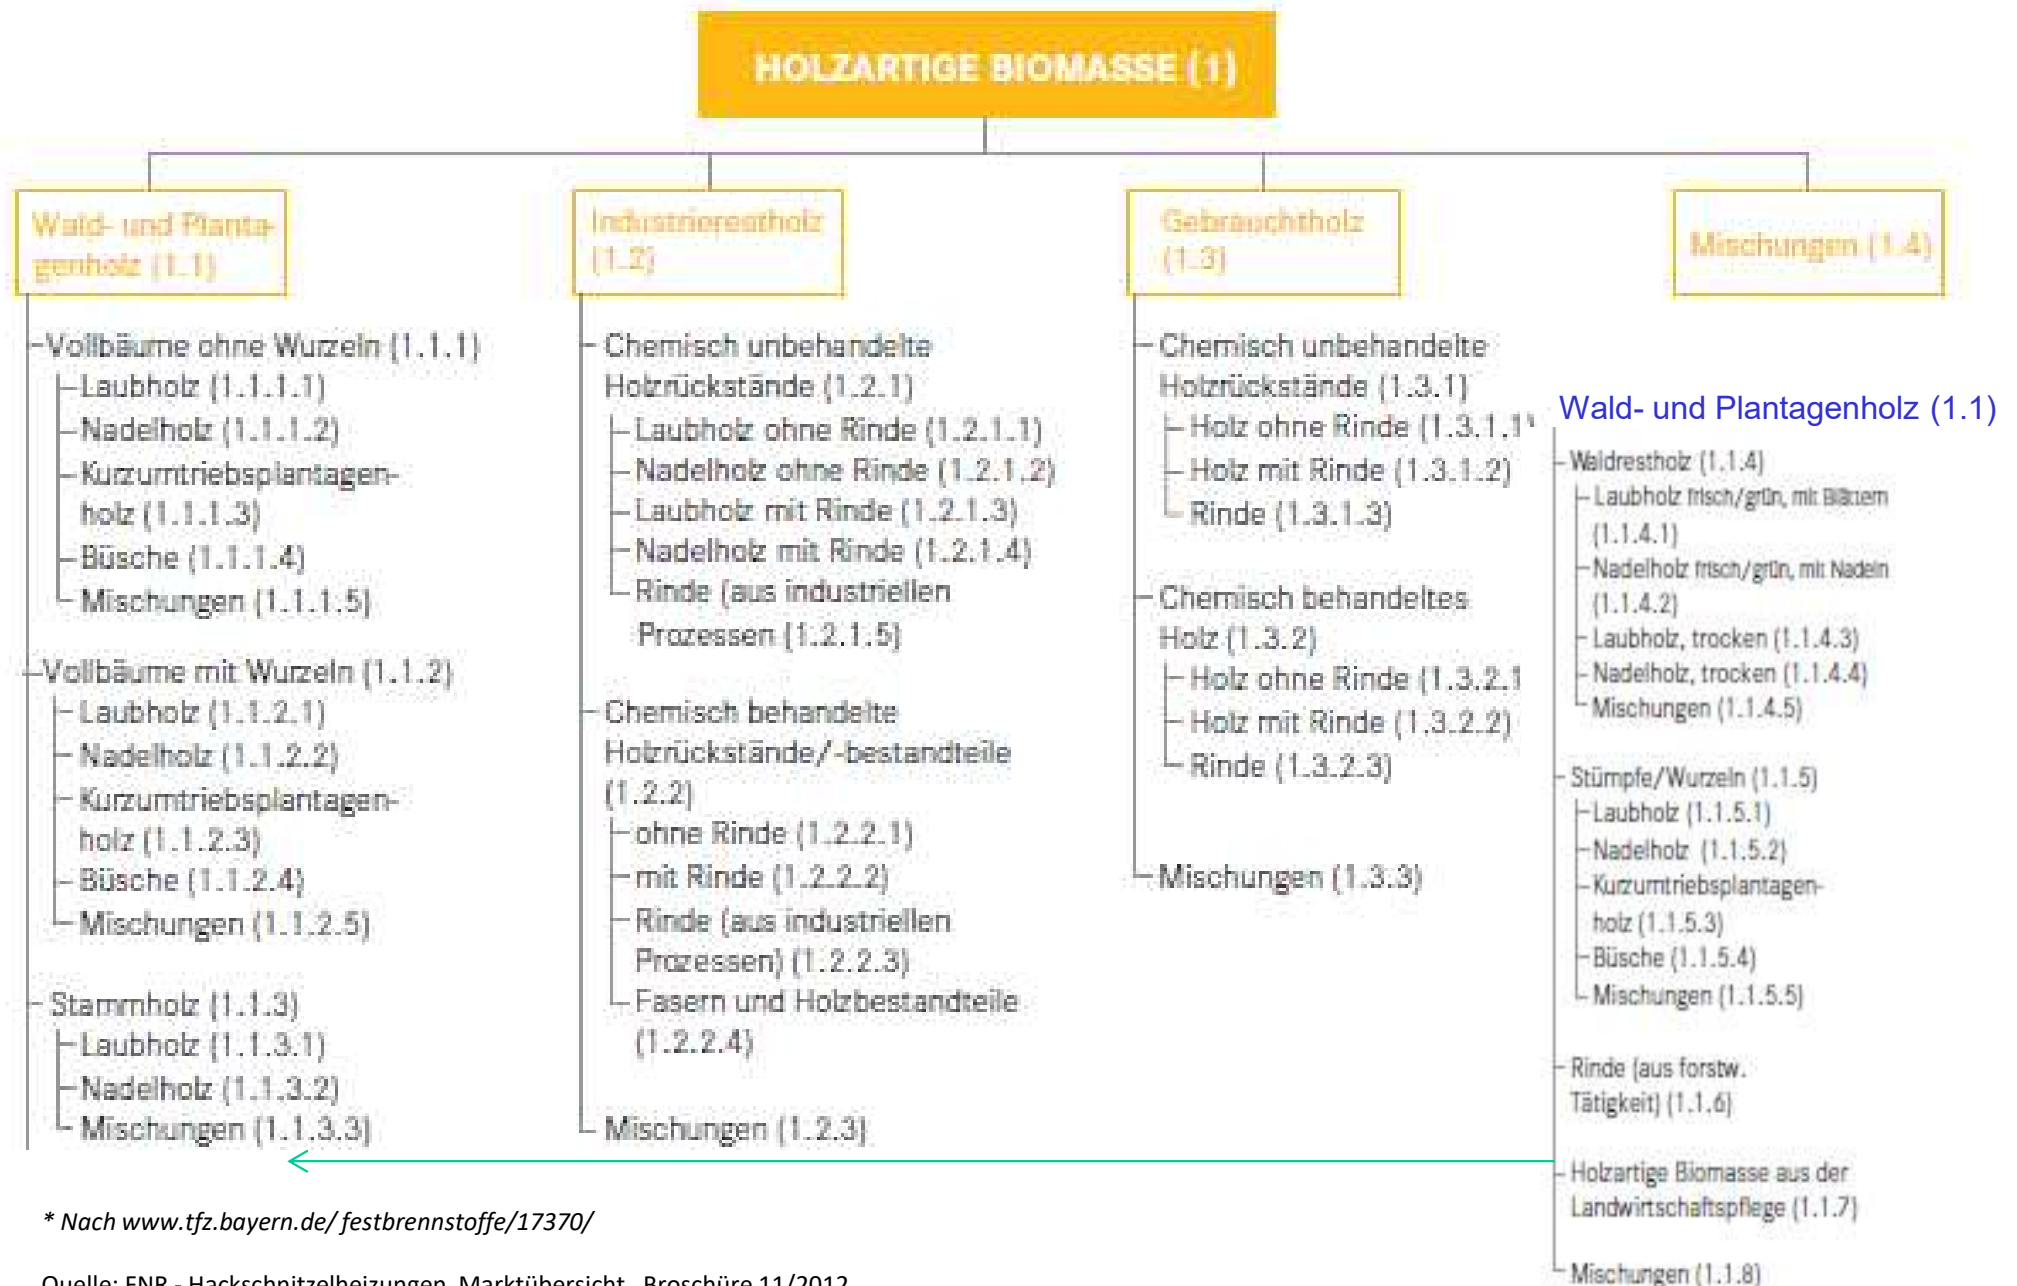 HOLZARTIGE BIOMASSE (1)
Wald- und Planta-
genholz (1.1)
Vollbäume ohne Wurzeln (1.1.1)
Laubholz (1.1.1.1)
Nadelholz (1.1.1.2)
Kurzumtriebsplantagen-
holz (1.1.1.3)
Büsche (1.1.1.4)
Mischungen (1.1.1.5)
Vollbäume mit Wurzeln (1.1.2)
Laubholz (1.1.2.1)
Nadelholz (1.1.2.2)
Kurzumtriebsplantagen-
holz (1.1.2.3)
Büsche (1.1.2.4)
Mischungen (1.1.2.5)
Stammholz (1.1.3)
Laubholz (1.1.3.1)
Nadelholz (1.1.3.2)
Mischungen (1.1.3.3)
Industrierestholz
(1.2)
Chemisch unbehandelte
Holzrückstände (1.2.1)
Laubholz ohne Rinde (1.2.1.1)
Nadelholz ohne Rinde (1.2.1.2)
Laubholz mit Rinde (1.2.1.3)
Nadelholz mit Rinde (1.2.1.4)
Rinde (aus industriellen
Prozessen (1.2.1.5)
Chemisch behandelte
Holzrückstände/-bestandteile
(1.2.2)
ohne Rinde (1.2.2.1)
mit Rinde (1.2.2.2)
Rinde (aus industriellen
Prozessen) (1.2.2.3)
Fasern und Holzbestandteile
(1.2.2.4)
Mischungen (1.2.3)
Gebrauchtholz
(1.3)
Chemisch unbehandelte
Holzrückstände (1.3.1)
Holz ohne Rinde (1.3.1.1)
Holz mit Rinde (1.3.1.2)
Rinde (1.3.1.3)
Chemisch behandeltes
Holz (1.3.2)
Holz ohne Rinde (1.3.2.1
Holz mit Rinde (1.3.2.2)
Rinde (1.3.2.3)
Mischungen (1.3.3)
Mischungen (1.4)
Wald- und Plantagenholz (1.1)
Waldrestholz (1.1.4)
Laubholz frisch/grün, mit Blättern
(1.1.4.1)
Nadelholz frisch/grün, mit Nadeln
(1.1.4.2)
Laubholz, trocken (1.1.4.3)
Nadelholz, trocken (1.1.4.4)
Mischungen (1.1.4.5)
Stümpfe/Wurzeln (1.1.5)
Laubholz (1.1.5.1)
Nadelholz (1.1.5.2)
Kurzumtriebsplantagen-
holz (1.1.5.3)
Büsche (1.1.5.4)
Mischungen (1.1.5.5)
Rinde (aus forstw.
Tätigkeit) (1.1.6)
Holzartige Biomasse aus der
Landwirtschaftspflege (1.1.7)
Mischungen (1.1.8)
* Nach www.tfz.bayern.de/ festbrennstoffe/17370/
Quelle: FNR - Hackschnitzelheizungen, Marktübersicht, Broschüre 11/2012